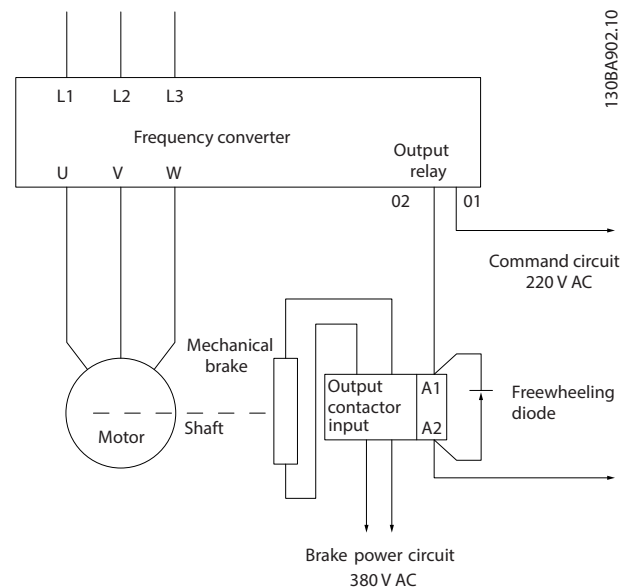 130BA902.10
L1 L2 L3
Frequency converter
Output
relay
U V W
02 01
Command circuit
220 V AC
Mechanical
brake
Output
contactor
input
A1
A2
Freewheeling
diode
Shaft
Motor
Brake power circuit
380 V AC